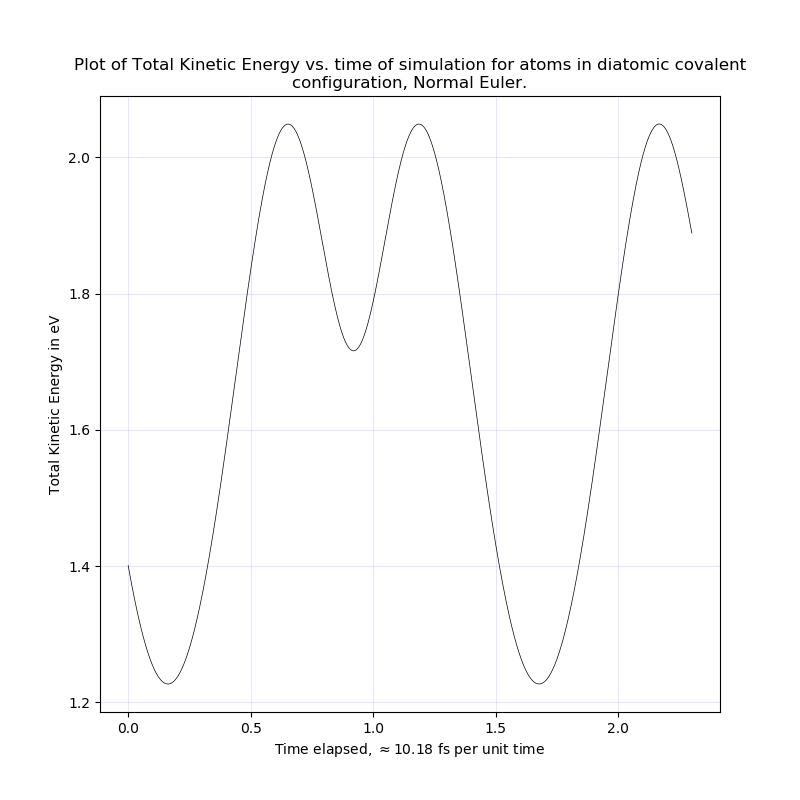 Plot of Total Kinetic Energy vs. time of simulation for atoms in diatomic covalent
configuration, Normal Euler.
Total Kinetic Energy in eV
2.0
1.8
1.6
1.4
1.2
0.0 0.5 1.0 1.5 2.0
Time elapsed, ≈ 10.18 fs per unit time